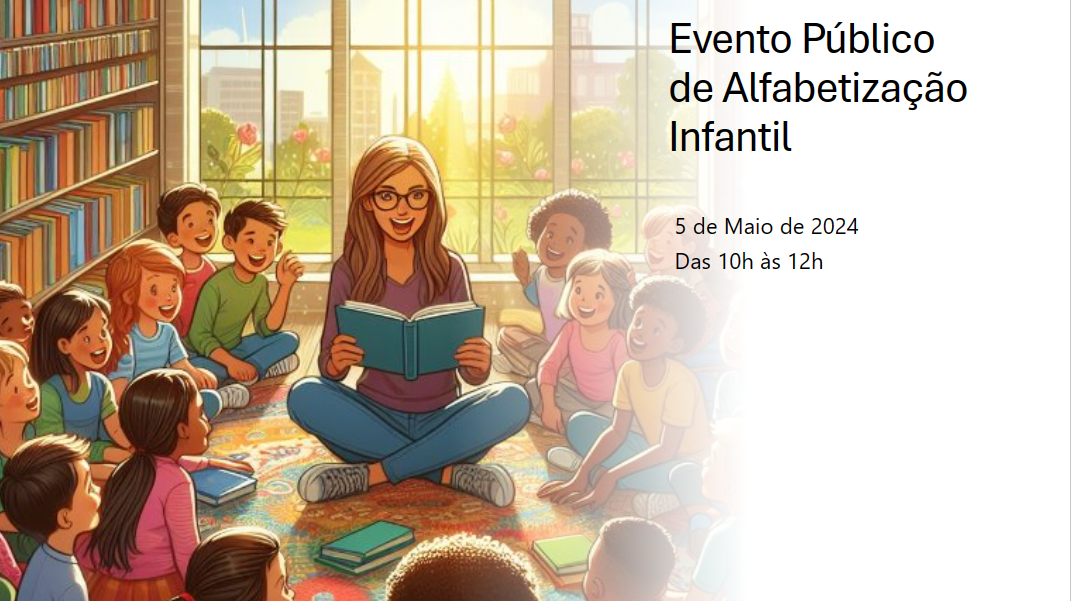 Evento Público
de Alfabetização
Infantil
5 de Maio de 2024
Das 10h às 12h